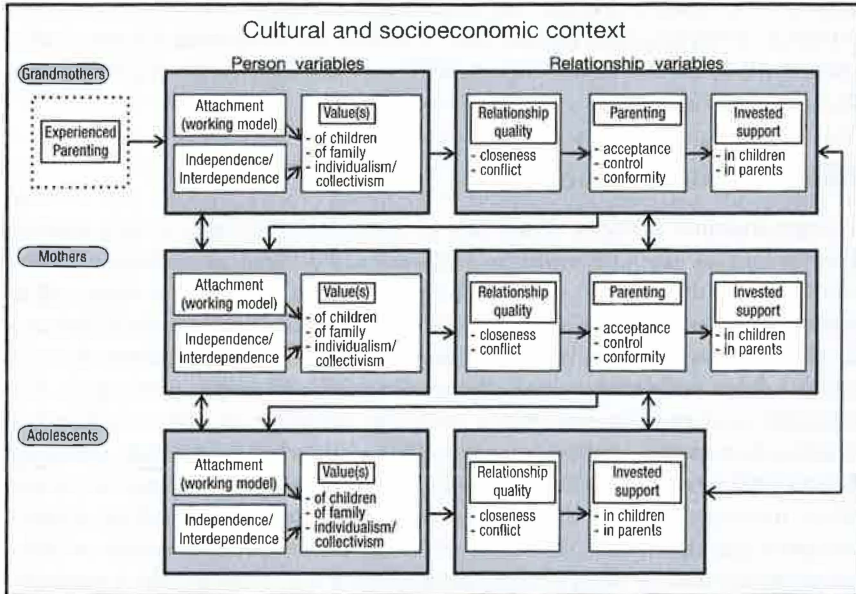 Cultural and socioeconomic context
Person variables
Relationship variables
Grandmothers
Experienced
Parenting
Attachment
(working model)
Independence/
Interdependence
Value(s)
- of children
- of family
- individualism/
collectivism
Relationship
quality
- closeness
- conflict
Parenting
- acceptance
- control
- conformity
Invested
support
- in children
- in parents
Mothers
Attachment
(working model)
Independence/
Interdependence
Value(s)
- of children
- of family
- individualism/
collectivism
Relationship
quality
- closeness
- conflict
Parenting
- acceptance
- control
- conformity
Invested
support
- in children
- in parents
Adolescents
Attachment
(working model)
Independence/
Interdependence
Value(s)
- of children
- of family
- individualism/
collectivism
Relationship
quality
- closeness
- conflict
Invested
support
- in children
- in parents